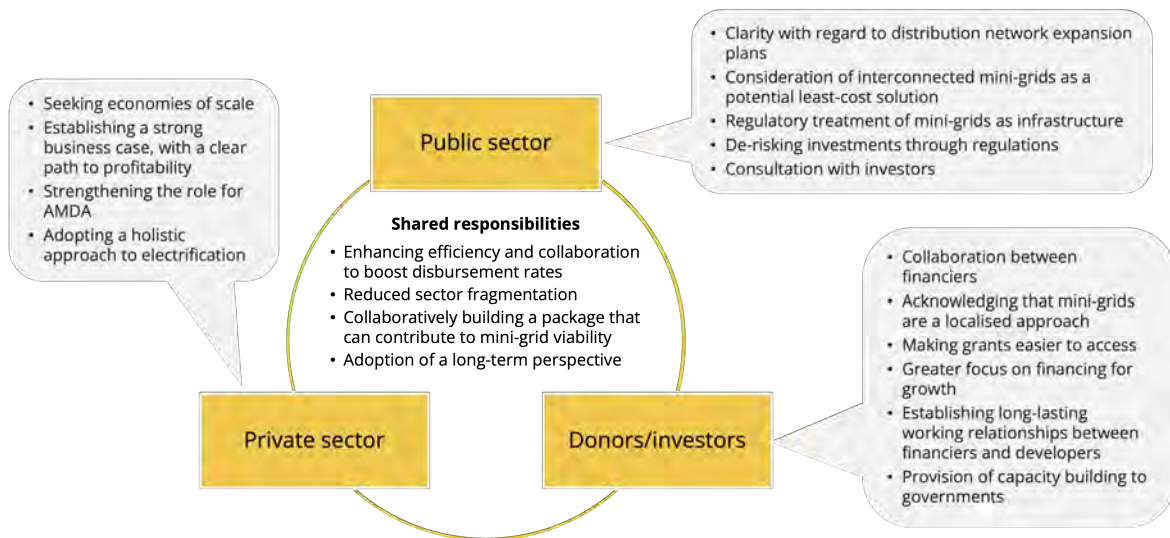 • Clarity with regard to distribution network expansion
plans
• Consideration of interconnected mini-grids as a
potential least-cost solution
• Regulatory treatment of mini-grids as infrastructure
• De-risking investments through regulations
• Consultation with investors
• Seeking economies of scale
• Establishing a strong
business case, with a clear
path to profitability
• Strengthening the role for
AMDA
• Adopting a holistic
approach to electrification
Public sector
Shared responsibilities
• Enhancing efficiency and collaboration
to boost disbursement rates
• Reduced sector fragmentation
• Collaboratively building a package that
can contribute to mini-grid viability
• Adoption of a long-term perspective
• Collaboration between
financiers
• Acknowledging that mini-grids
are a localised approach
• Making grants easier to access
• Greater focus on financing for
growth
• Establishing long-lasting
working relationships between
financiers and developers
• Provision of capacity building to
governments
Private sector
Donors/investors